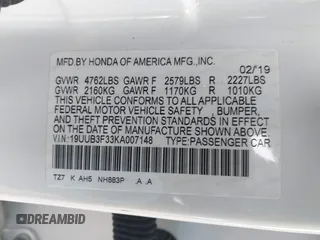 MFD.BY HONDA OF AMERICA MFG.,INC.
02/19
GVWR 4762LBS GAWR F 2579LBS R 2227LBS
GVWR 2160KG GAWR F 1170KG R 1010KG
THIS VEHICLE CONFORMS TO ALL APPLICABLE
FEDERAL MOTOR VEHICLE SAFETY, BUMPER,
AND THEFT PREVENTION STANDARDS IN EFFECT
ON THE DATE OF MANUFACTURE SHOWN ABOVE.
V.I.N: 19UUB3F33KA007148 TYPE:PASSENGER CAR
TZ7 K AH5 NH883P A .A
DREAMBID